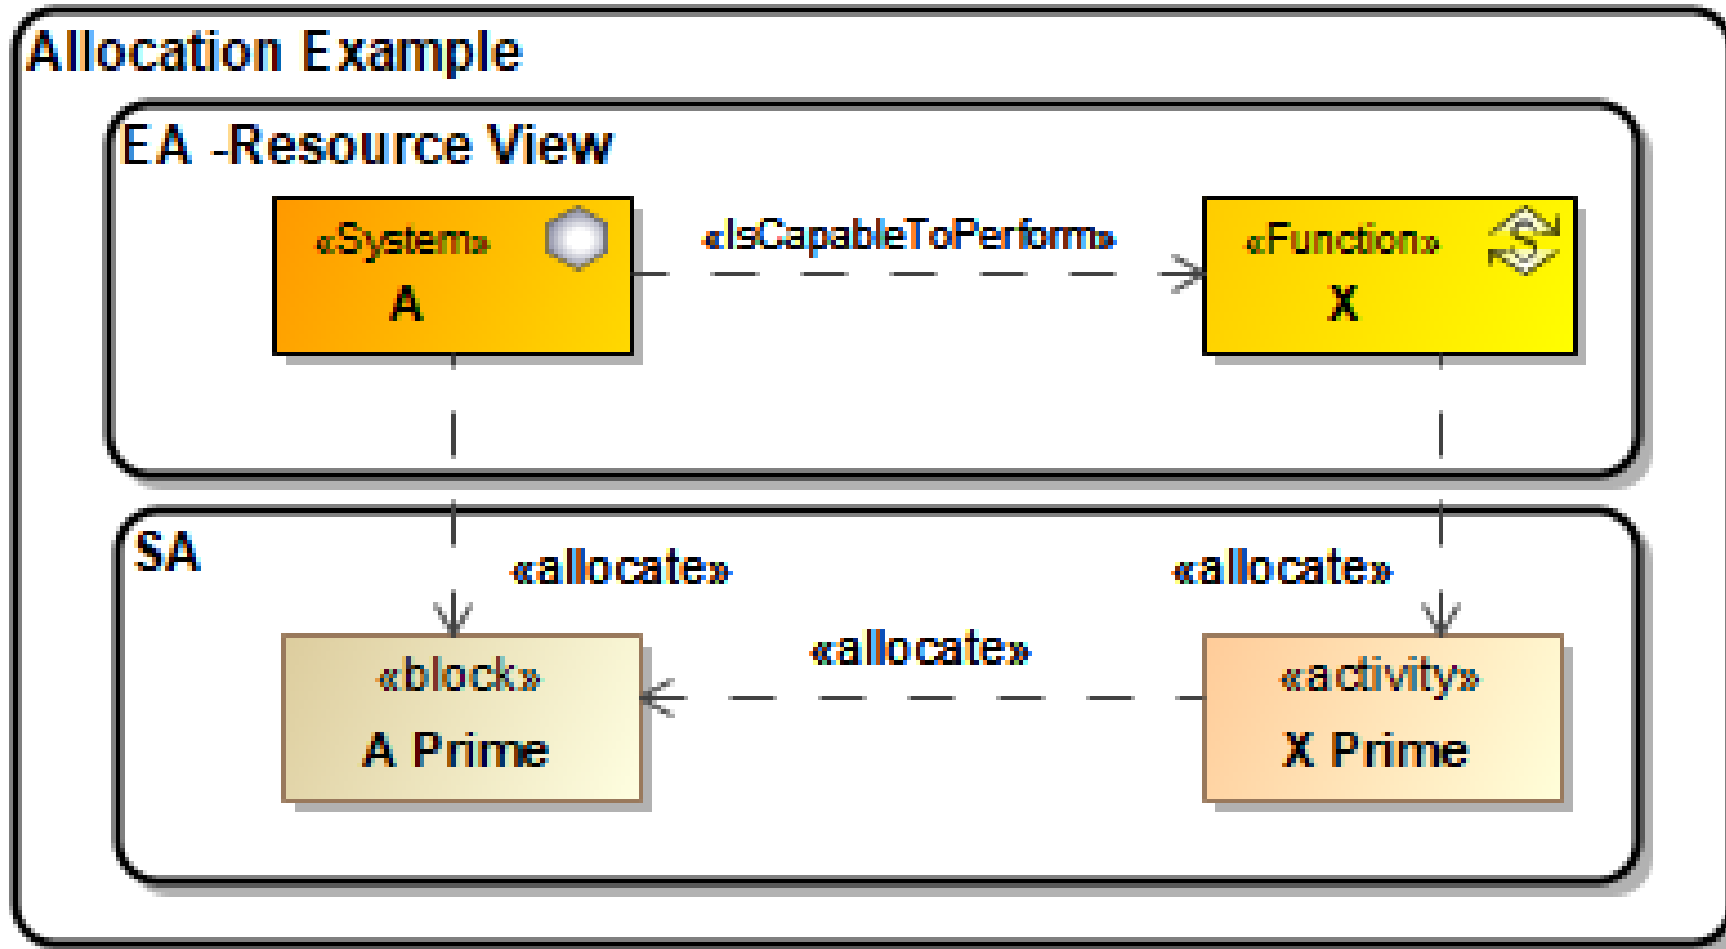 Allocation Example
EA -Resource View
«System»
A
«IsCapableToPerform»
«Function»
S
X
SA
«allocate»
«allocate»
«allocate»
«block»
A Prime
«activity»
X Prime